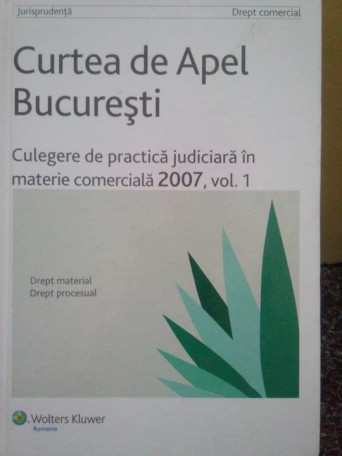 Jurisprudență
Drept comercial
Curtea de Apel
București
Culegere de practică judiciară în
materie comercială 2007, vol. 1
Drept material
Drept procesual
Wolters Kluwer
Romania